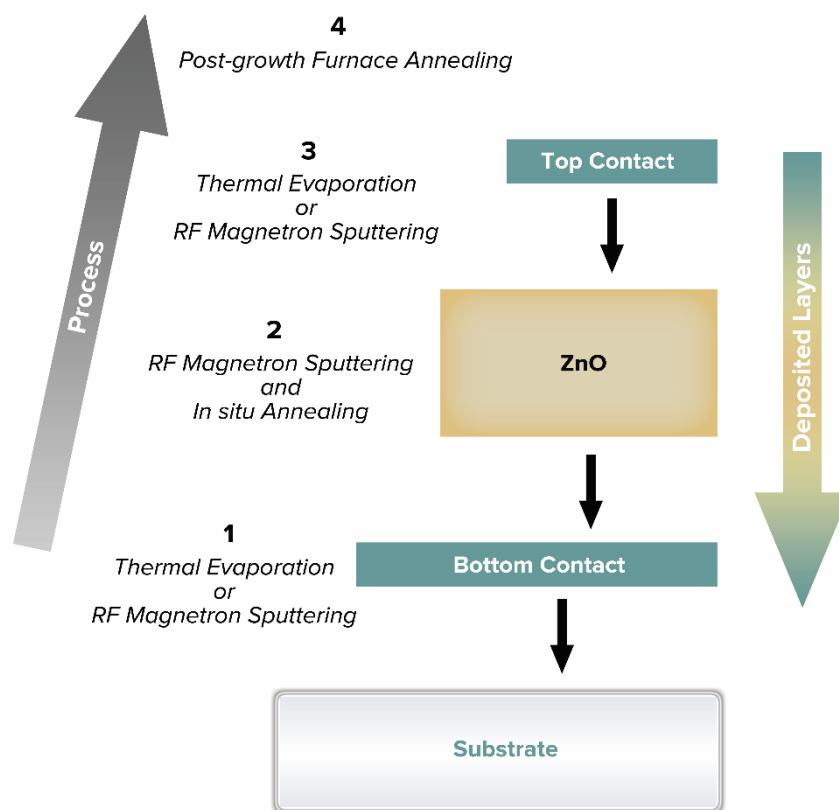 4
Post-growth Furnace Annealing
3
Thermal Evaporation
or
RF Magnetron Sputtering
Top Contact
Process
Deposited Layers
2
RF Magnetron Sputtering
and
In situ Annealing
ZnO
1
Thermal Evaporation
or
RF Magnetron Sputtering
Bottom Contact
Substrate